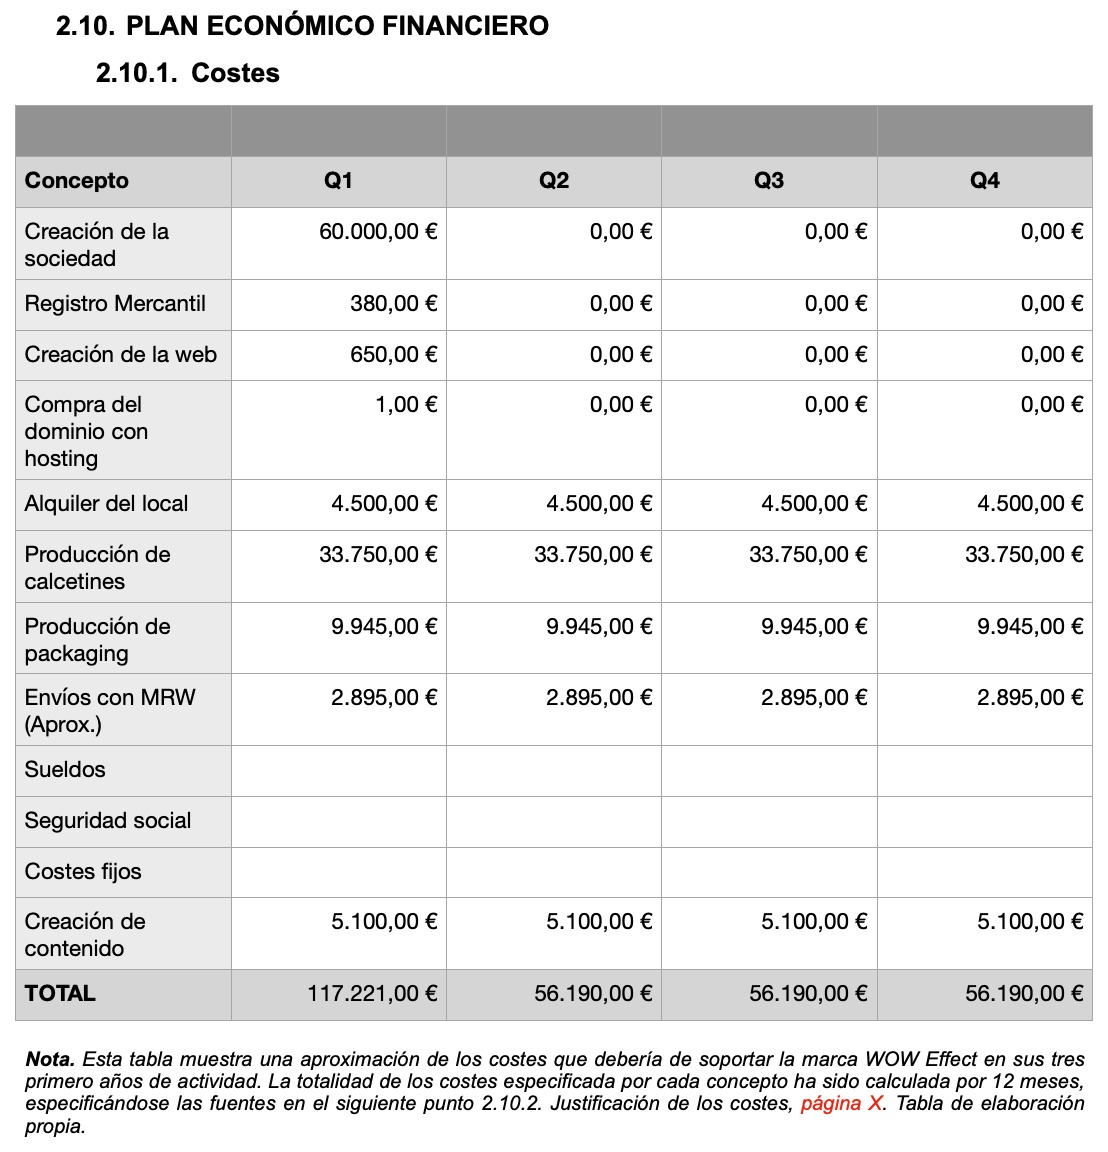 2.10. PLAN ECONÓMICO FINANCIERO
2.10.1. Costes
Concepto Q1 Q2 Q3 Q4
Creación de la sociedad 60.000,00 € 0,00 € 0,00 € 0,00 €
Registro Mercantil 380,00 € 0,00 € 0,00 € 0,00 €
Creación de la web 650,00 € 0,00 € 0,00 € 0,00 €
Compra del dominio con hosting 1,00 € 0,00 € 0,00 € 0,00 €
Alquiler del local 4.500,00 € 4.500,00 € 4.500,00 € 4.500,00 €
Producción de calcetines 33.750,00 € 33.750,00 € 33.750,00 € 33.750,00 €
Producción de packaging 9.945,00 € 9.945,00 € 9.945,00 € 9.945,00 €
Envíos con MRW (Aprox.) 2.895,00 € 2.895,00 € 2.895,00 € 2.895,00 €
Sueldos
Seguridad social
Costes fijos
Creación de contenido 5.100,00 € 5.100,00 € 5.100,00 € 5.100,00 €
TOTAL 117.221,00 € 56.190,00 € 56.190,00 € 56.190,00 €
Nota. Esta tabla muestra una aproximación de los costes que debería de soportar la marca WOW Effect en sus tres
primero años de actividad. La totalidad de los costes especificada por cada concepto ha sido calculada por 12 meses,
especificándose las fuentes en el siguiente punto 2.10.2. Justificación de los costes, página X. Tabla de elaboración
propia.